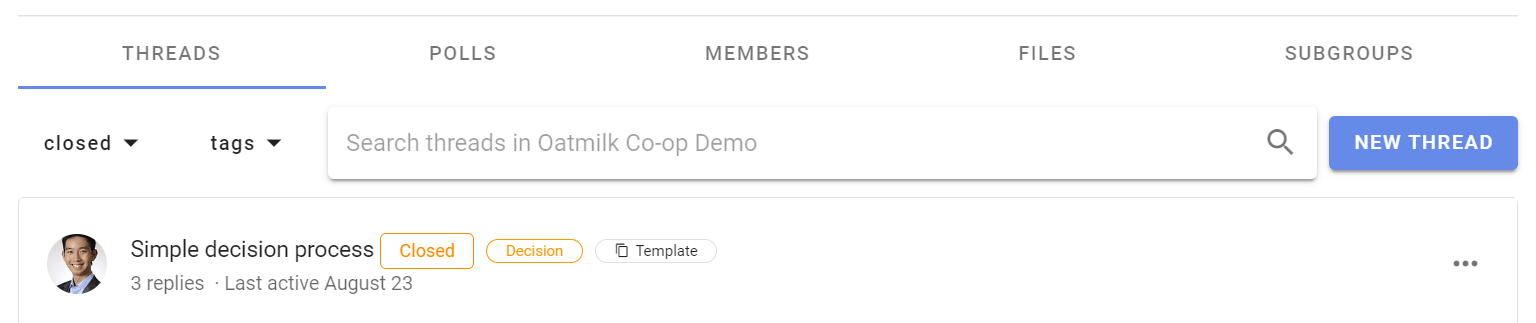 THREADS POLLS MEMBERS FILES SUBGROUPS
closed tags Search threads in Oatmilk Co-op Demo NEW THREAD
Simple decision process Closed Decision Template
3 replies · Last active August 23